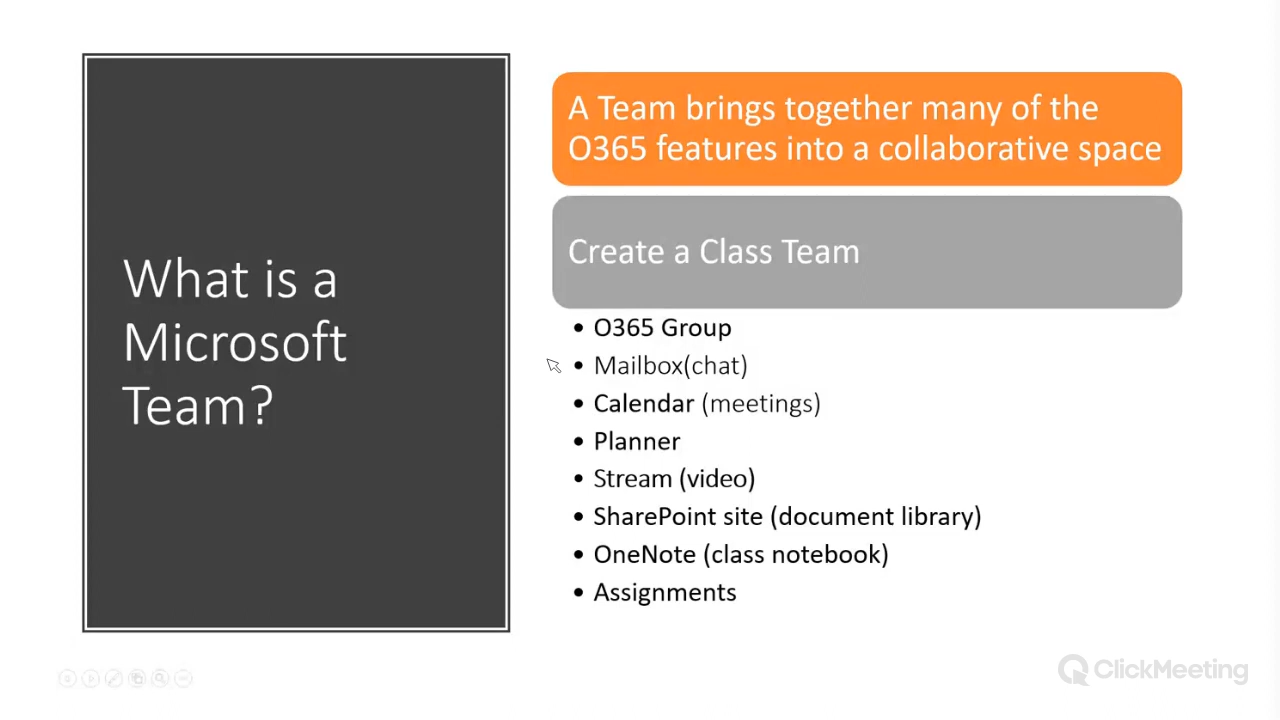 What is a
Microsoft
Team?
A Team brings together many of the
O365 features into a collaborative space
Create a Class Team
• O365 Group
• Mailbox(chat)
• Calendar (meetings)
• Planner
• Stream (video)
• SharePoint site (document library)
• OneNote (class notebook)
• Assignments
ClickMeeting